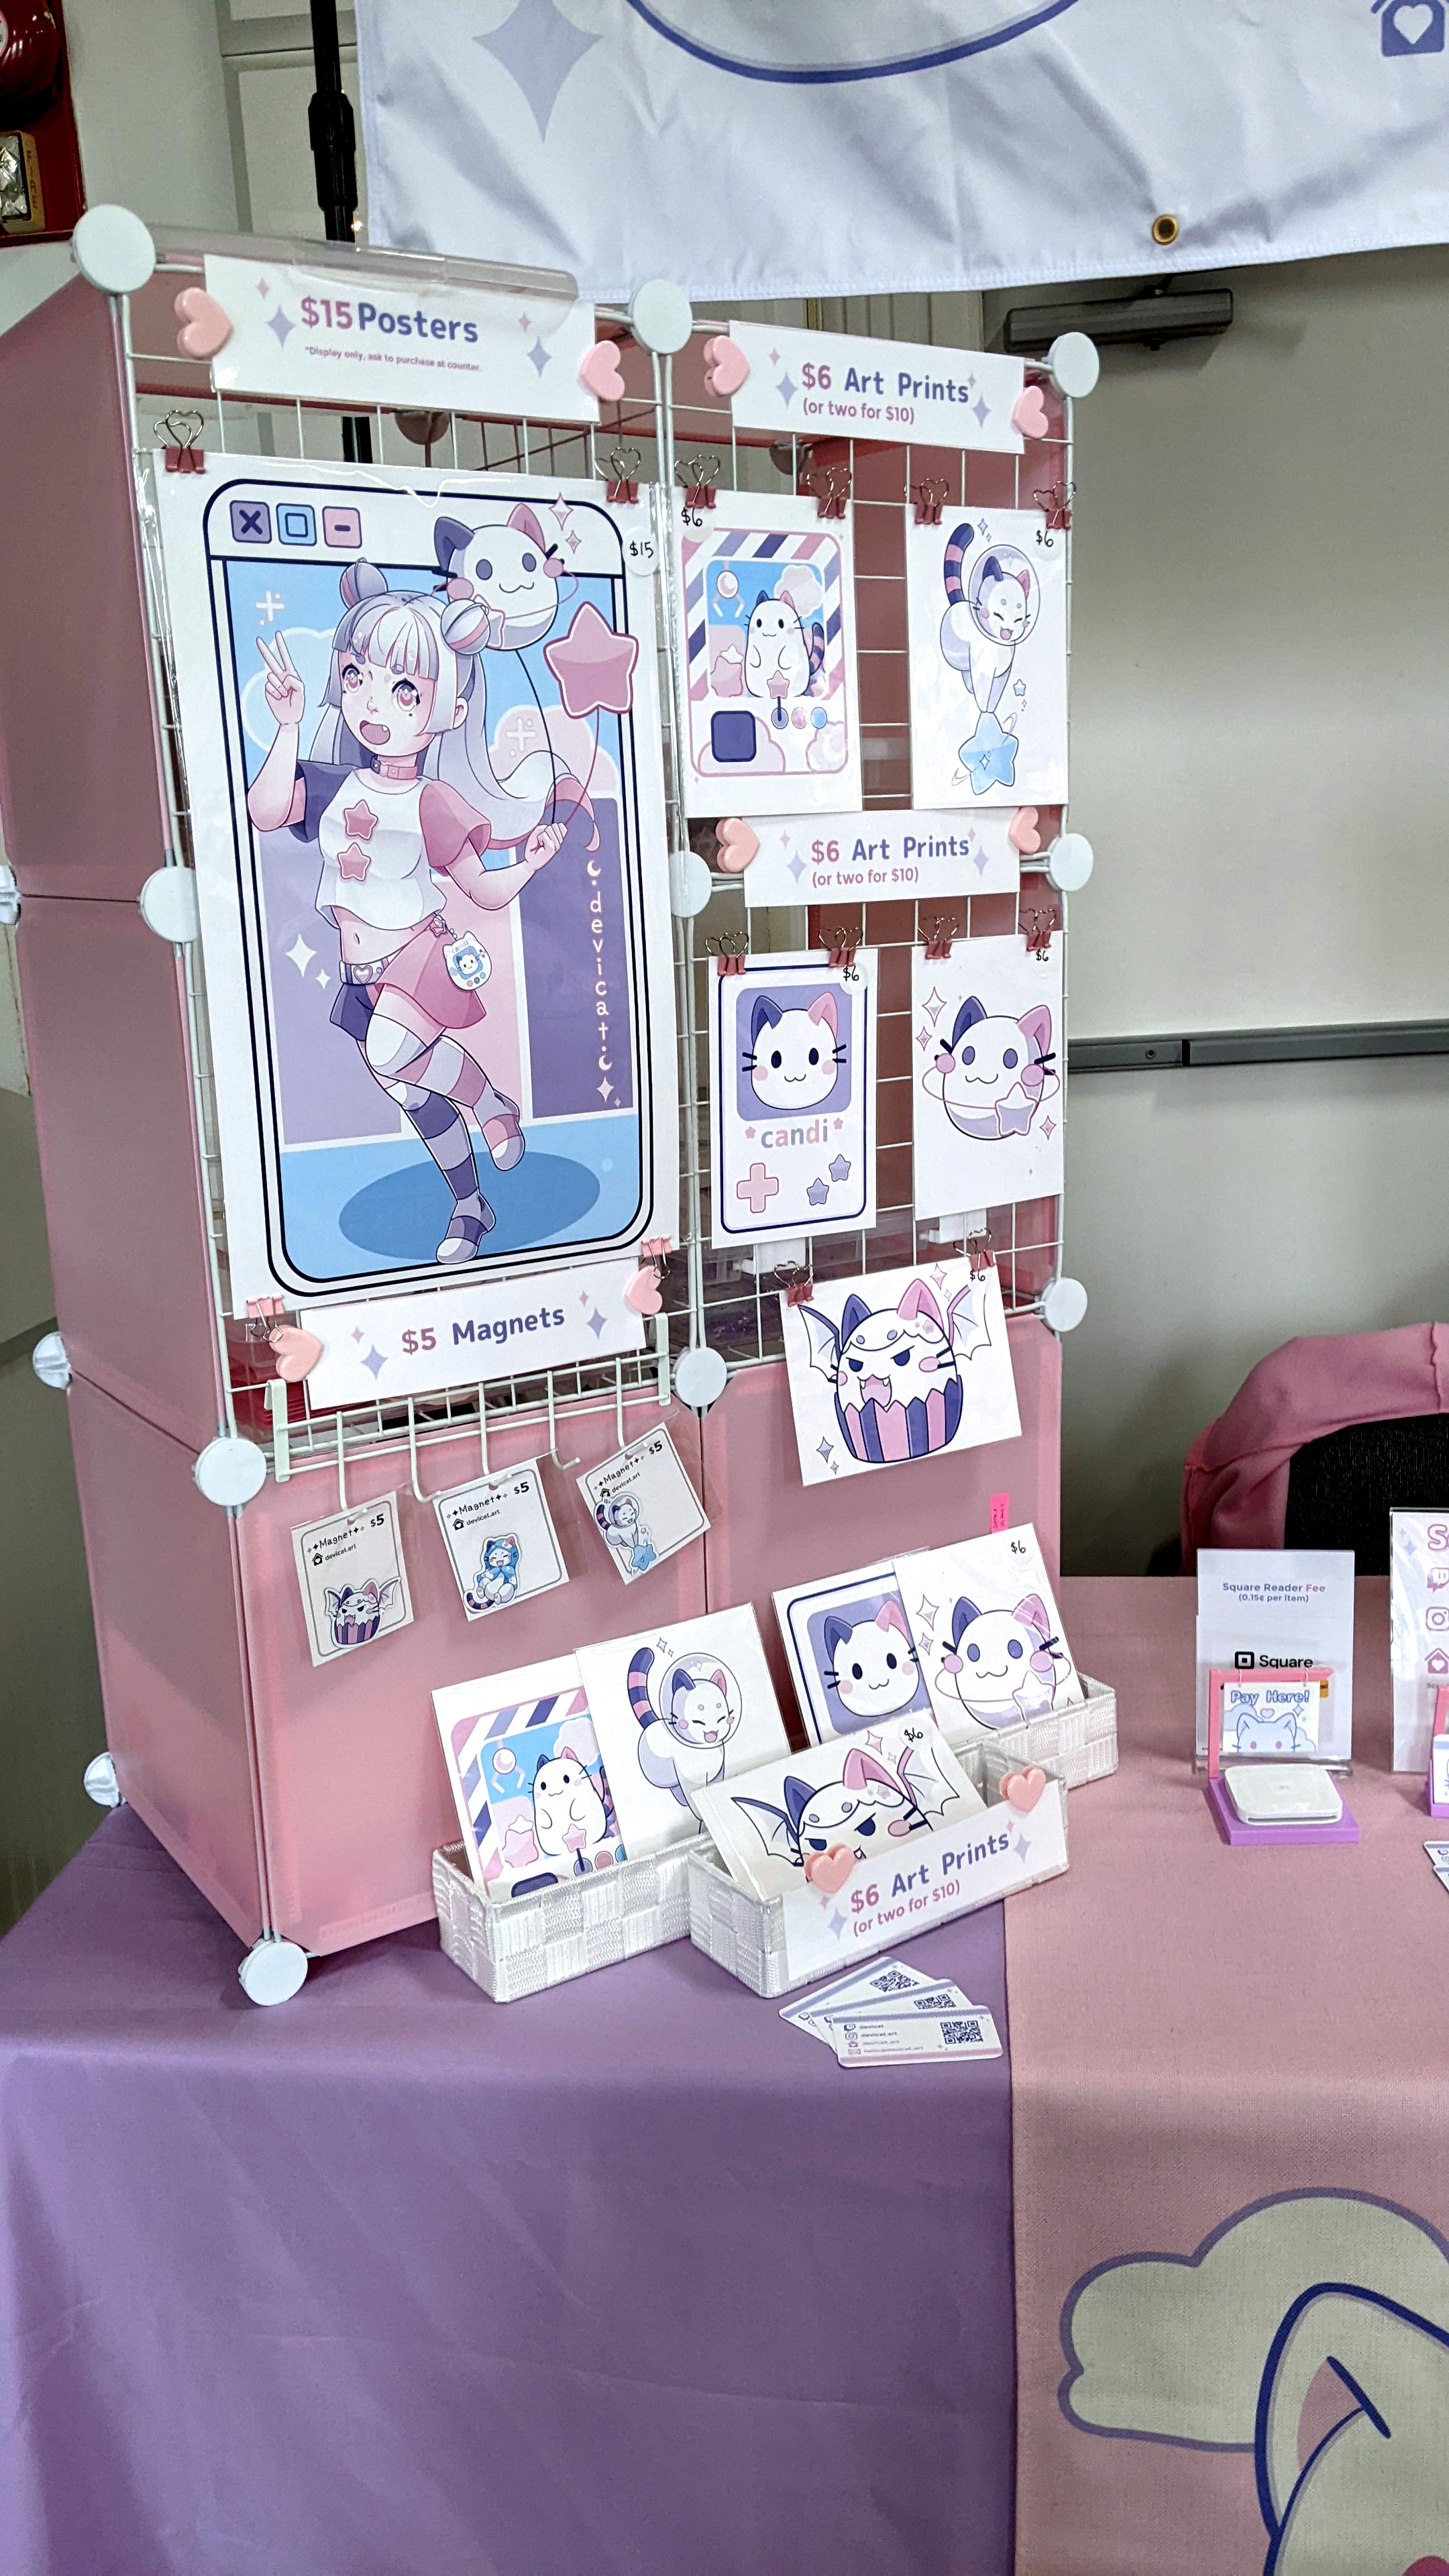 FIRE
$15 Posters
*Display only, ask to purchase at counter.
$6 Art Prints
(or two for $10)
$15
$6
$6
devicat
candi
$6 Art Prints
(or two for $10)
$6
candi
$6
$6
$5 Magnets
Magnet $5
devicat.art
Magnet $5
devicat.art
Magnet $5
devicat.art
$6
$6
$6 Art Prints
(or two for $10)
devicat
devicat.art
devicat.art
Square Reader Fee
(0.15¢ per item)
Square
Pay Here!